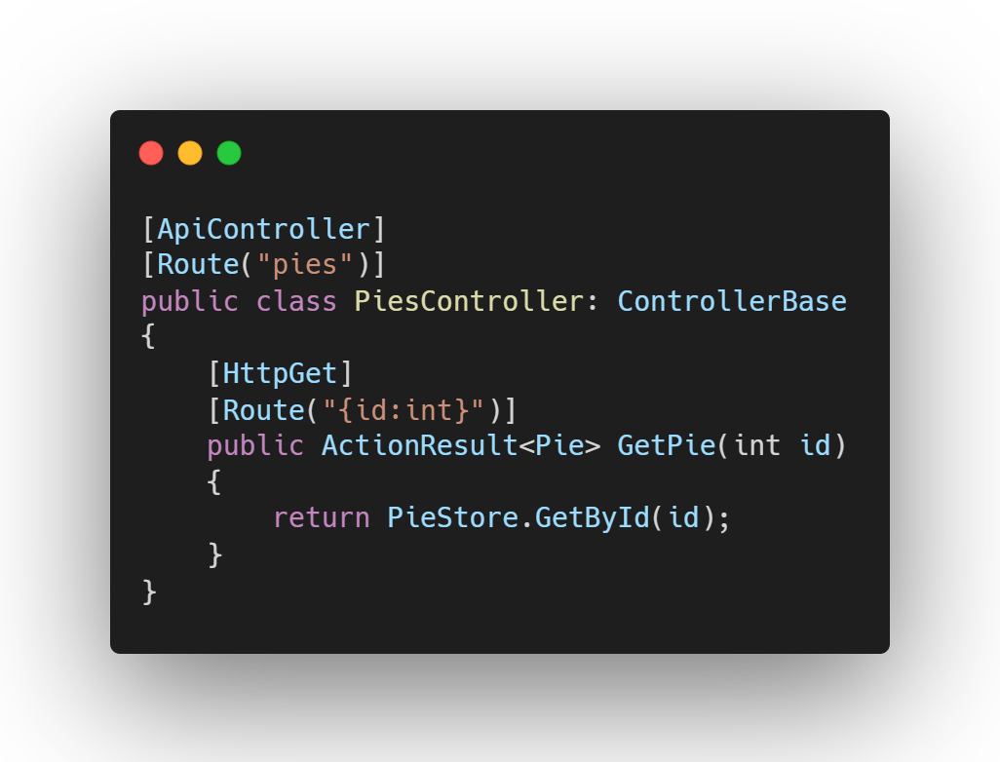 [ApiController]
[Route("pies")]
public class PiesController: ControllerBase
{
    [HttpGet]
    [Route("{id:int}")]
    public ActionResult<Pie> GetPie(int id)
    {
        return PieStore.GetById(id);
    }
}